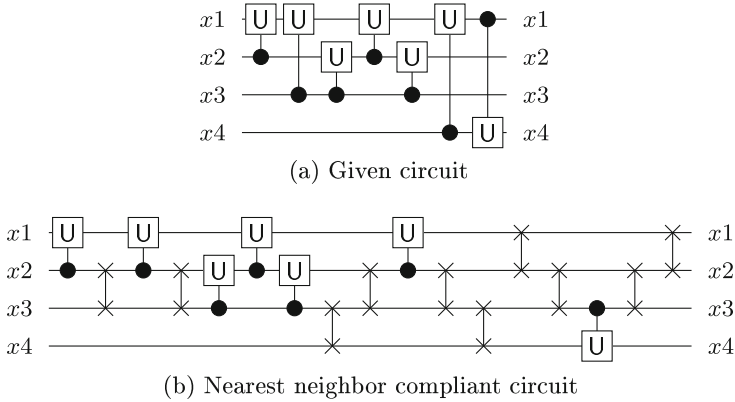 x1 U U U U x1
x2 U U x2
x3 x3
x4 U x4
(a) Given circuit
x1 U U U U x1
x2 U U x2
x3 x3
x4 U x4
(b) Nearest neighbor compliant circuit